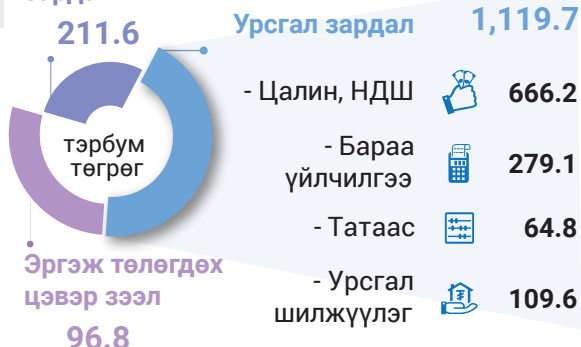 211.6
тэрбум
төгрөг
Эргэж төлөгдөх
цэвэр зээл
96.8
Урсгал зардал 1,119.7
- Цалин, НДШ 666.2
- Бараа
үйлчилгээ 279.1
- Татаас 64.8
- Урсгал
шилжүүлэг 109.6